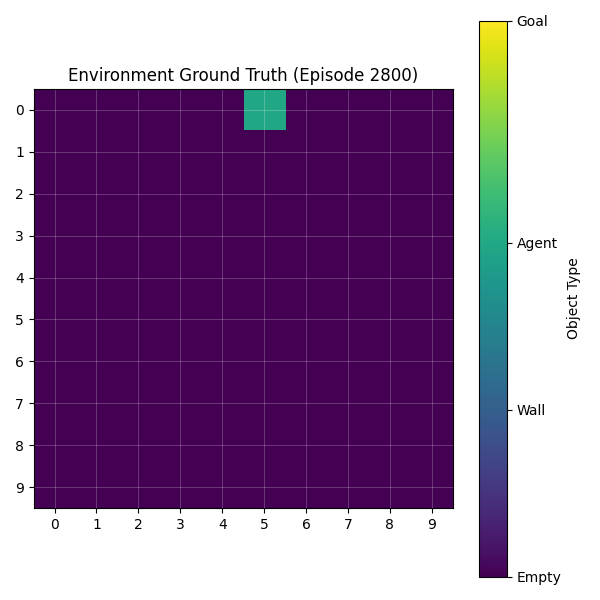 Environment Ground Truth (Episode 2800)
0
1
2
3
4
5
6
7
8
9
0 1 2 3 4 5 6 7 8 9
Goal
Agent
Wall
Empty
Object Type